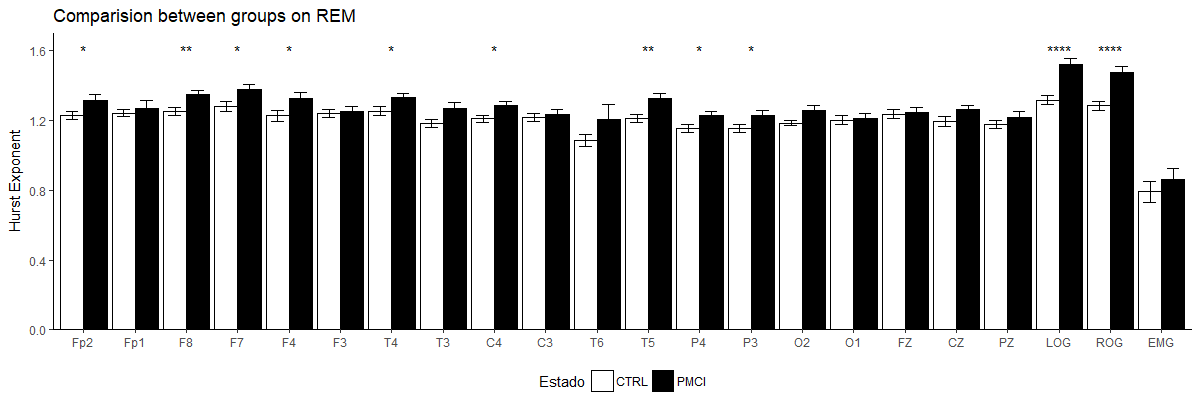 Comparision between groups on REM
* ** * * * * ** * * **** ****
1.6
1.2
0.8
0.4
0.0
Hurst Exponent
Fp2 Fp1 F8 F7 F4 F3 T4 T3 C4 C3 T6 T5 P4 P3 O2 O1 FZ CZ PZ LOG ROG EMG
Estado CTRL PMCI